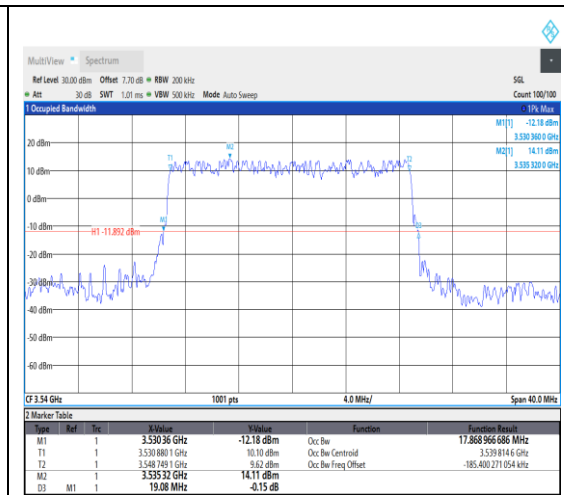 MultiView Spectrum
Ref Level 30.00 dBm Offset 7.70 dB RBW 200 kHz SGL
Att 30 dB SWT 1.01 ms VBW 500 kHz Mode Auto Sweep Count 100/100
1 Occupied Bandwidth 1Pk Max
M1[1] -12.18 dBm
3.530 360 0 GHz
M2[1] 14.11 dBm
3.535 320 0 GHz
20 dBm
M2
T1
T2
10 dBm
0 dBm
-10 dBm
M1
D3
H1 -11.892 dBm
-20 dBm
-30 dBm
-40 dBm
-50 dBm
-60 dBm
CF 3.54 GHz 1001 pts 4.0 MHz/ Span 40.0 MHz
2 Marker Table
Type Ref Trc X-Value Y-Value Function Function Result
M1 1 3.530 36 GHz -12.18 dBm Occ Bw 17.868 966 686 MHz
T1 1 3.530 880 1 GHz 10.10 dBm Occ Bw Centroid 3.539 814 6 GHz
T2 1 3.548 749 1 GHz 9.62 dBm Occ Bw Freq Offset -185.400 271 054 kHz
M2 1 3.535 32 GHz 14.11 dBm
D3 M1 1 19.08 MHz -0.15 dB